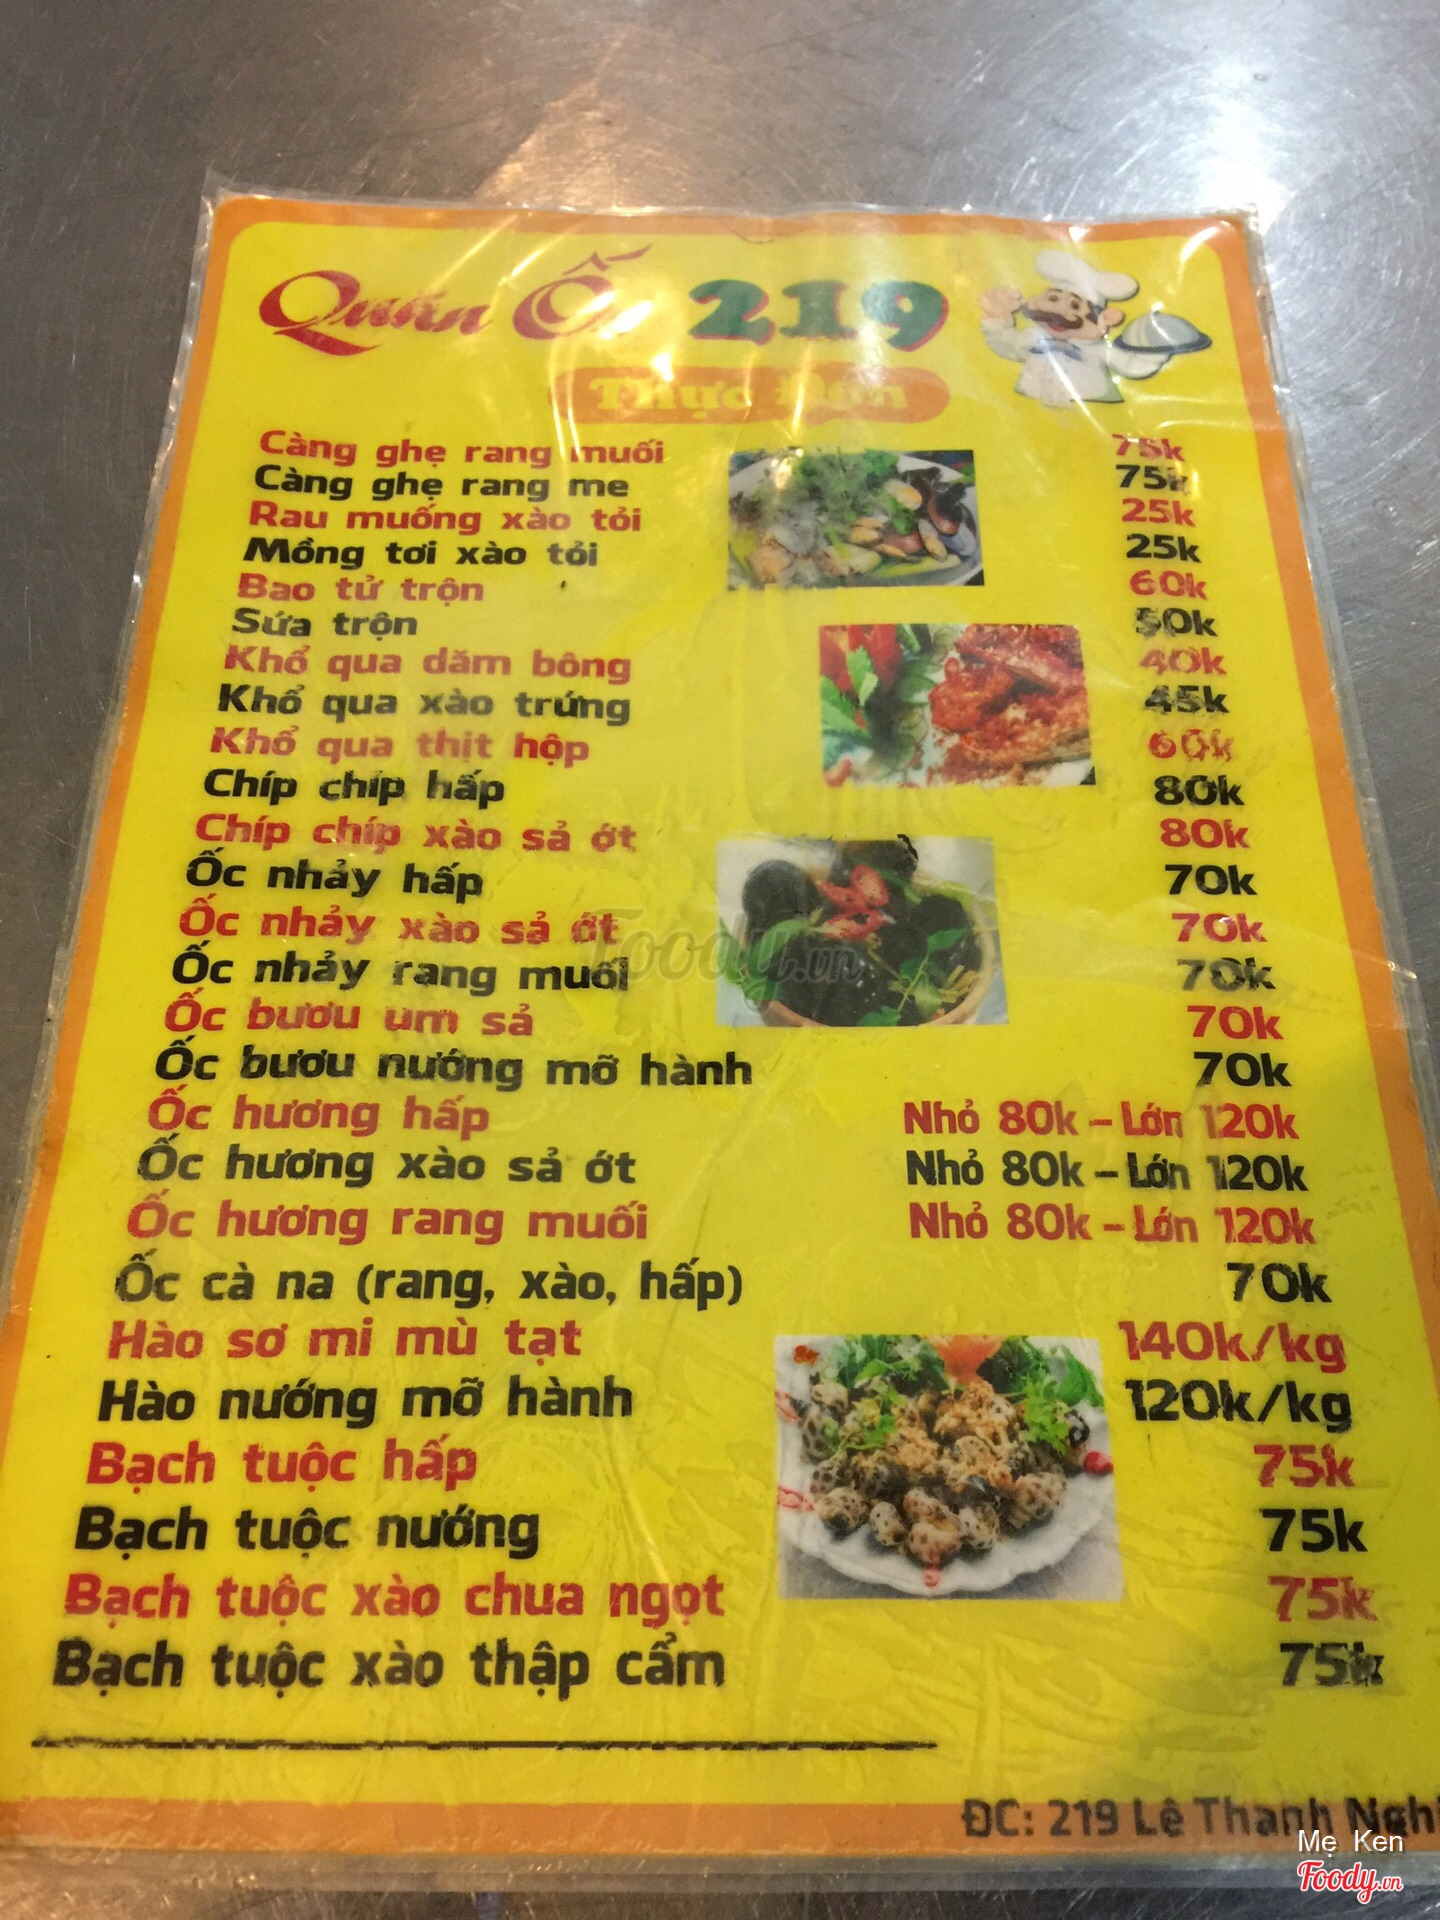 Quán Ốc 219
Thực Đơn
Càng ghẹ rang muối 75k
Càng ghẹ rang me 75k
Rau muống xào tỏi 25k
Mồng tơi xào tỏi 25k
Bao tử trộn 60k
Sứa trộn 50k
Khổ qua dăm bông 40k
Khổ qua xào trứng 45k
Khổ qua thịt hộp 60k
Chíp chíp hấp 80k
Chíp chíp xào sả ớt 80k
Ốc nhảy hấp 70k
Ốc nhảy xào sả ớt 70k
Ốc nhảy rang muối 70k
Ốc bươu um sả 70k
Ốc bươu nướng mỡ hành 70k
Ốc hương hấp Nhỏ 80k – Lớn 120k
Ốc hương xào sả ớt Nhỏ 80k – Lớn 120k
Ốc hương rang muối Nhỏ 80k – Lớn 120k
Ốc cà na (rang, xào, hấp) 70k
Hào sơ mi mù tạt 140k/kg
Hào nướng mỡ hành 120k/kg
Bạch tuộc hấp 75k
Bạch tuộc nướng 75k
Bạch tuộc xào chua ngọt 75k
Bạch tuộc xào thập cẩm 75k
ĐC: 219 Lê Thanh Ngh
Foody.vn
Mẹ Ken
Foody.vn